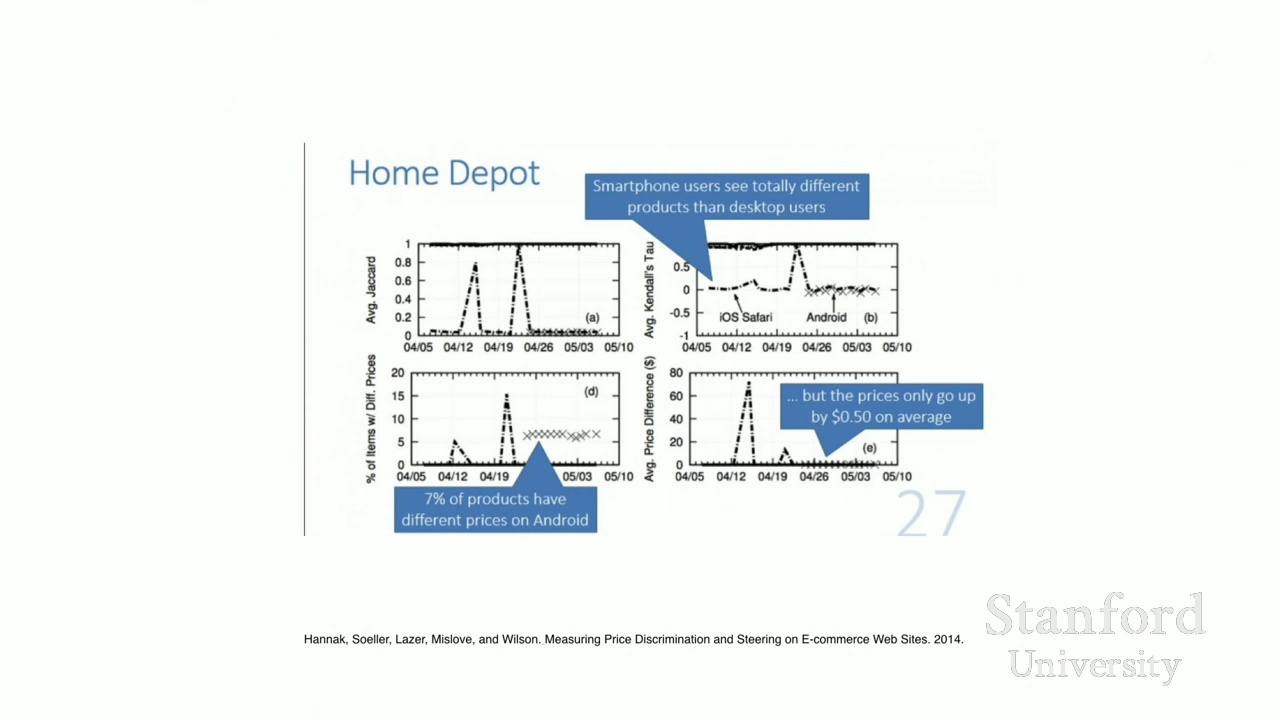 Home Depot
Smartphone users see totally different
products than desktop users
Avg. Jaccard
1
0.8
0.6
0.4
0.2
0
(a)
04/05 04/12 04/19 04/26 05/03 05/10
Avg. Kendall's Tau
0.5
0
-0.5
-1
iOS Safari
Android
(b)
04/05 04/12 04/19 04/26 05/03 05/10
% of Items w/ Diff. Prices
20
15
10
5
0
(d)
04/05 04/12 04/19 05/03 05/10
7% of products have
different prices on Android
Avg. Price Difference ($)
80
60
40
20
0
... but the prices only go up
by $0.50 on average
(e)
04/05 04/12 04/19 04/26 05/03 05/10
27
Hannak, Soeller, Lazer, Mislove, and Wilson. Measuring Price Discrimination and Steering on E-commerce Web Sites. 2014.
Stanford
University